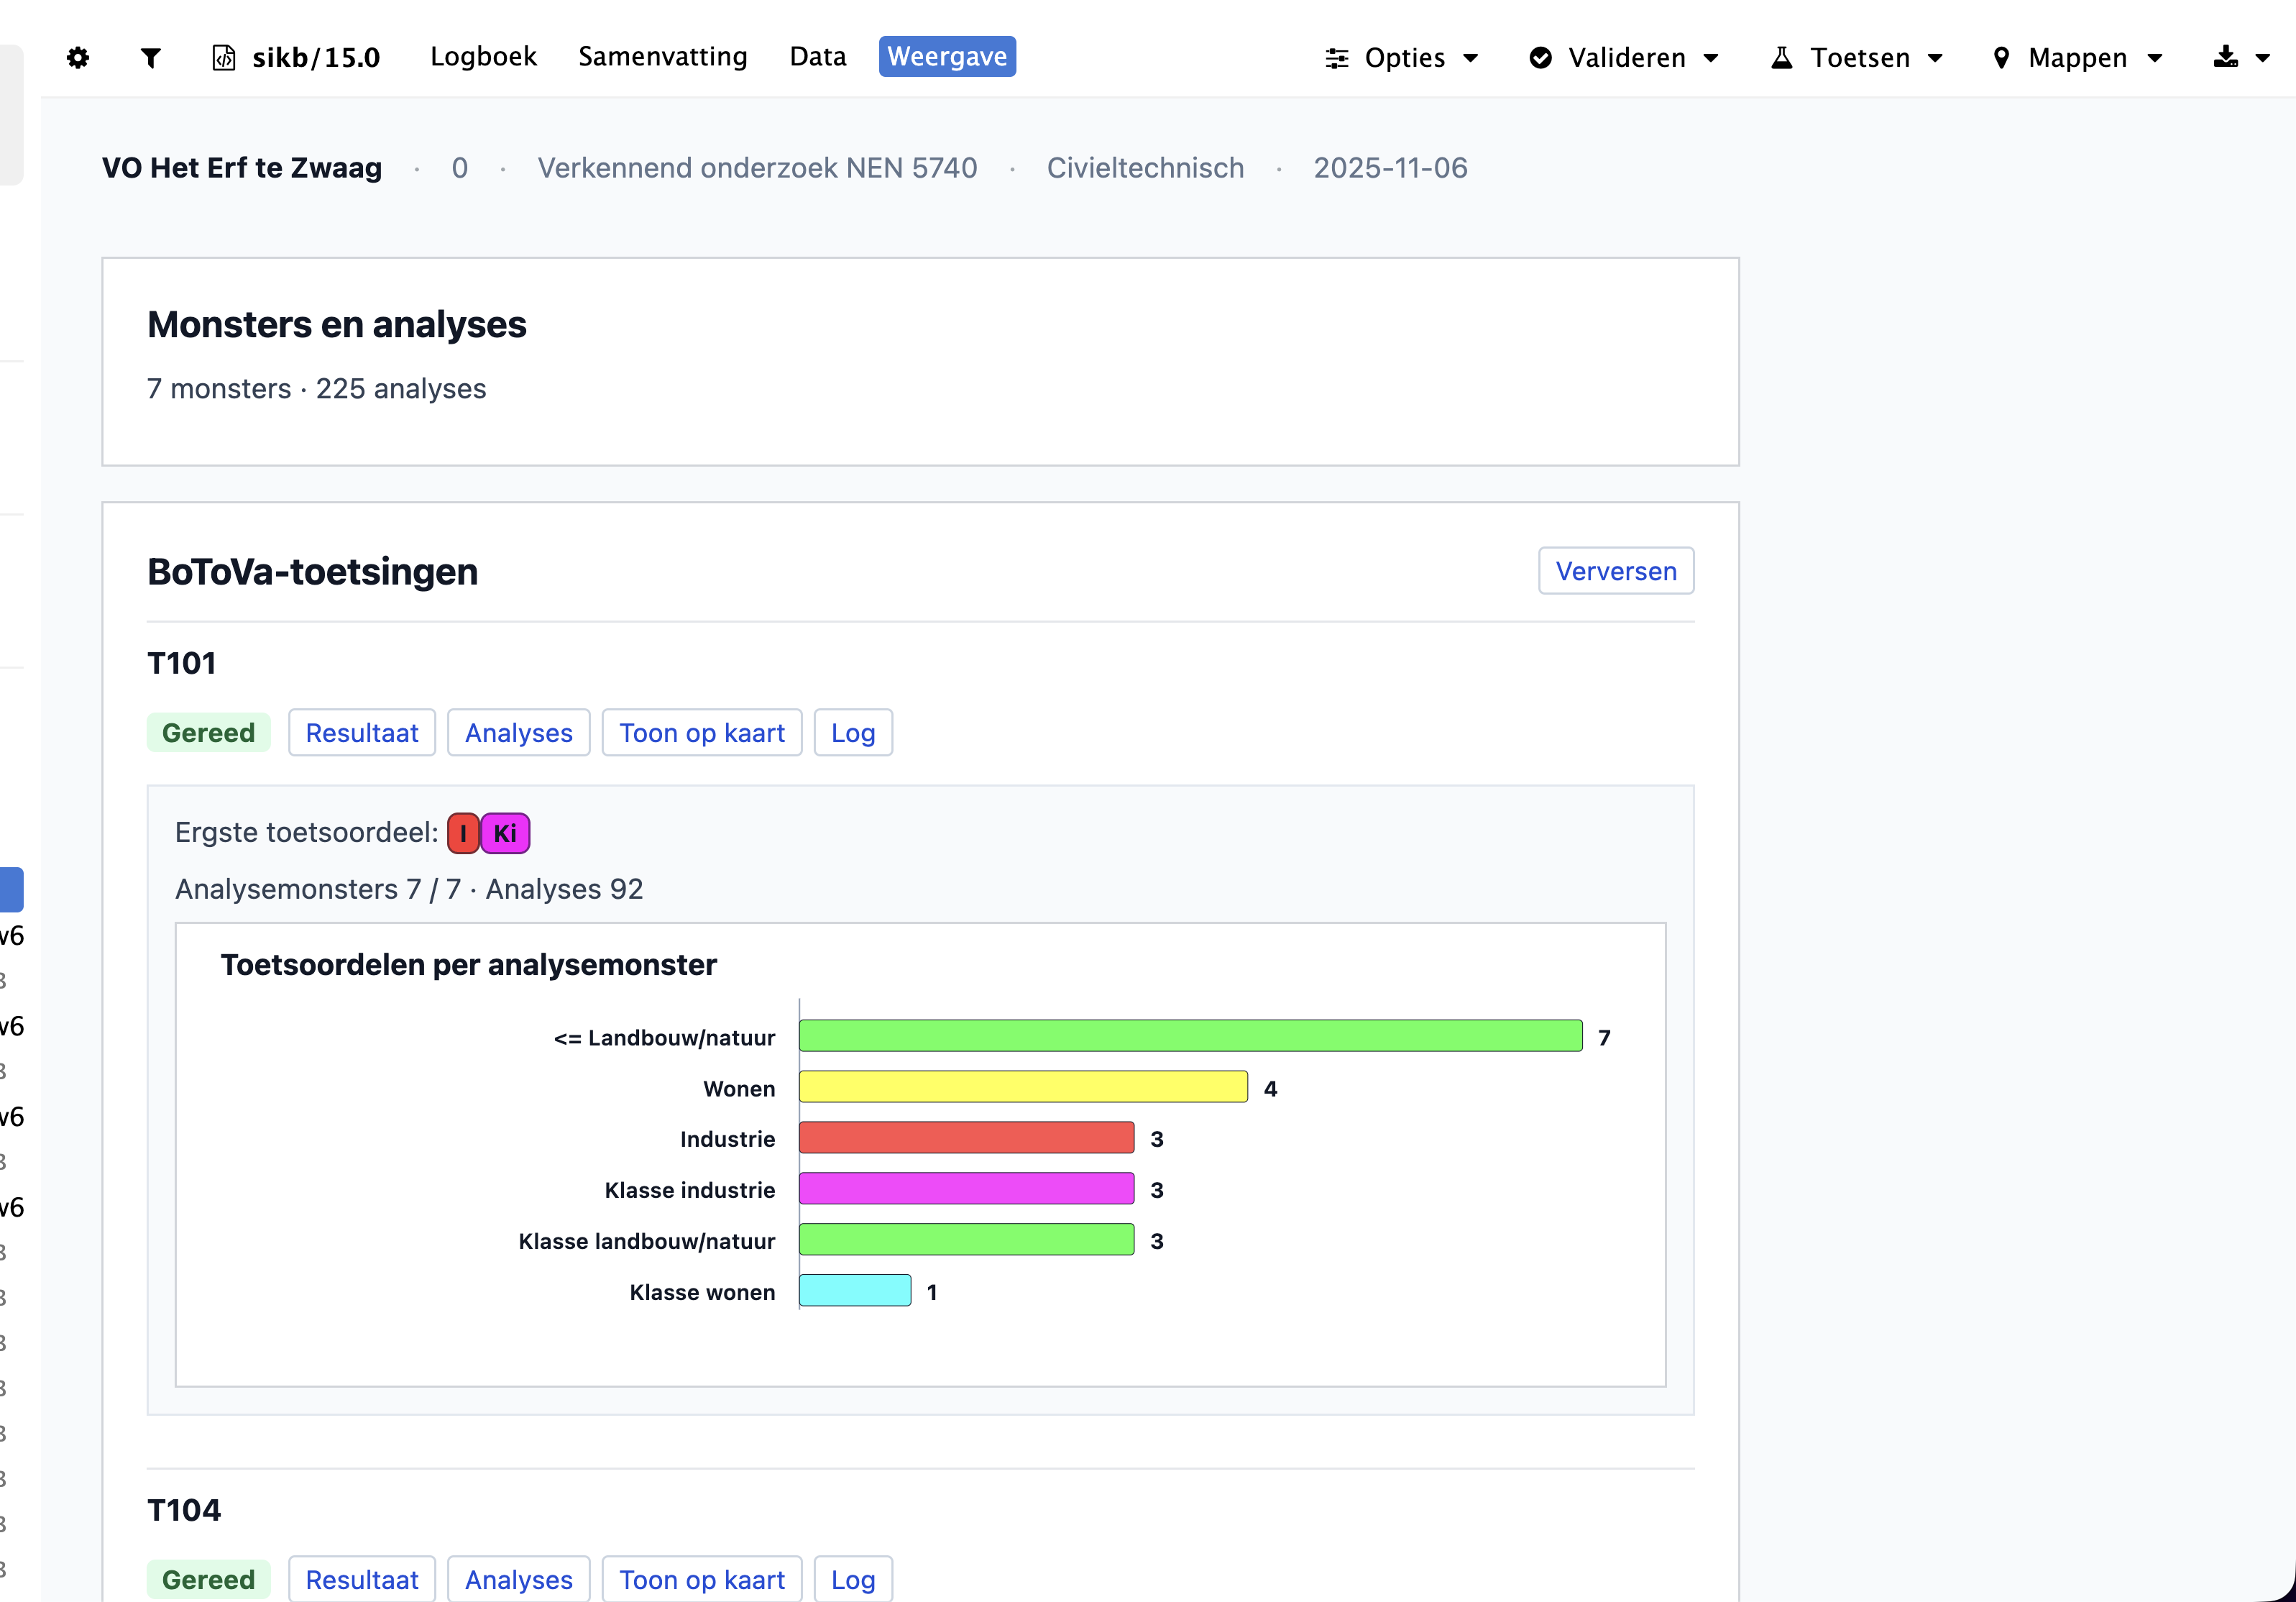 sikb/15.0 Logboek Samenvatting Data Weergave Opties Valideren Toetsen Mappen
VO Het Erf te Zwaag · 0 · Verkennend onderzoek NEN 5740 · Civieltechnisch · 2025-11-06
Monsters en analyses
7 monsters · 225 analyses
BoToVa-toetsingen Verversen
T101
Gereed Resultaat Analyses Toon op kaart Log
Ergste toetsoordeel: I Ki
Analysemonsters 7 / 7 · Analyses 92
Toetsoordelen per analysemonster
<= Landbouw/natuur 7
Wonen 4
Industrie 3
Klasse industrie 3
Klasse landbouw/natuur 3
Klasse wonen 1
T104
Gereed Resultaat Analyses Toon op kaart Log